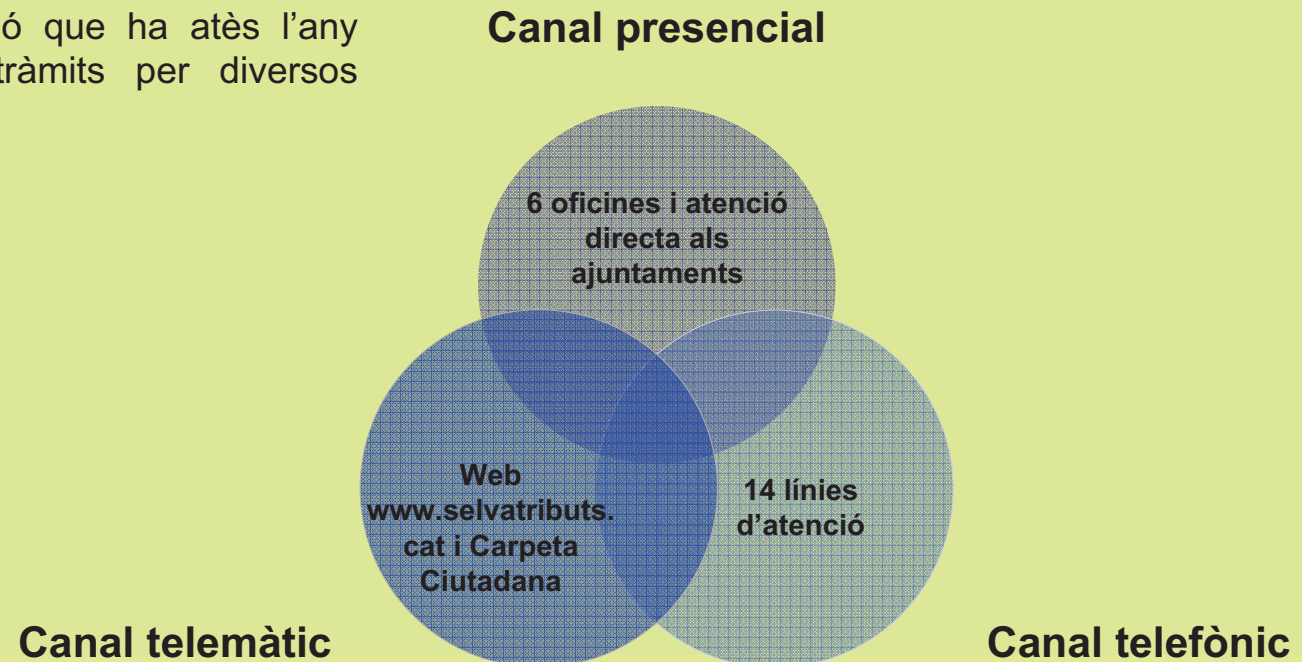 ó que ha atès l’any
tràmits per diversos
Canal presencial
6 oficines i atenció
directa als
ajuntaments
Web
www.selvatributs.
cat i Carpeta
Ciutadana
14 línies
d’atenció
Canal telemàtic
Canal telefònic